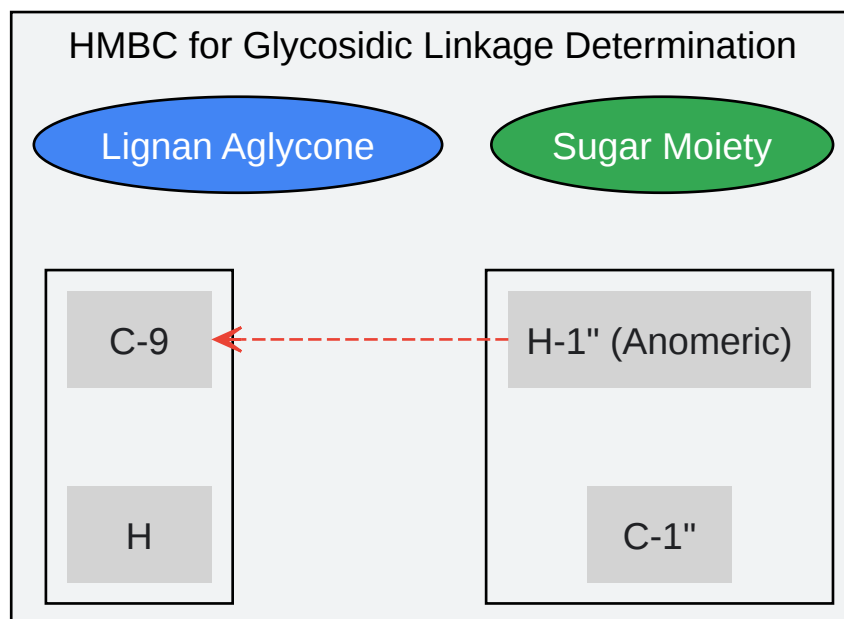 HMBC for Glycosidic Linkage Determination
Lignan Aglycone
Sugar Moiety
C-9
H-1" (Anomeric)
H
C-1"